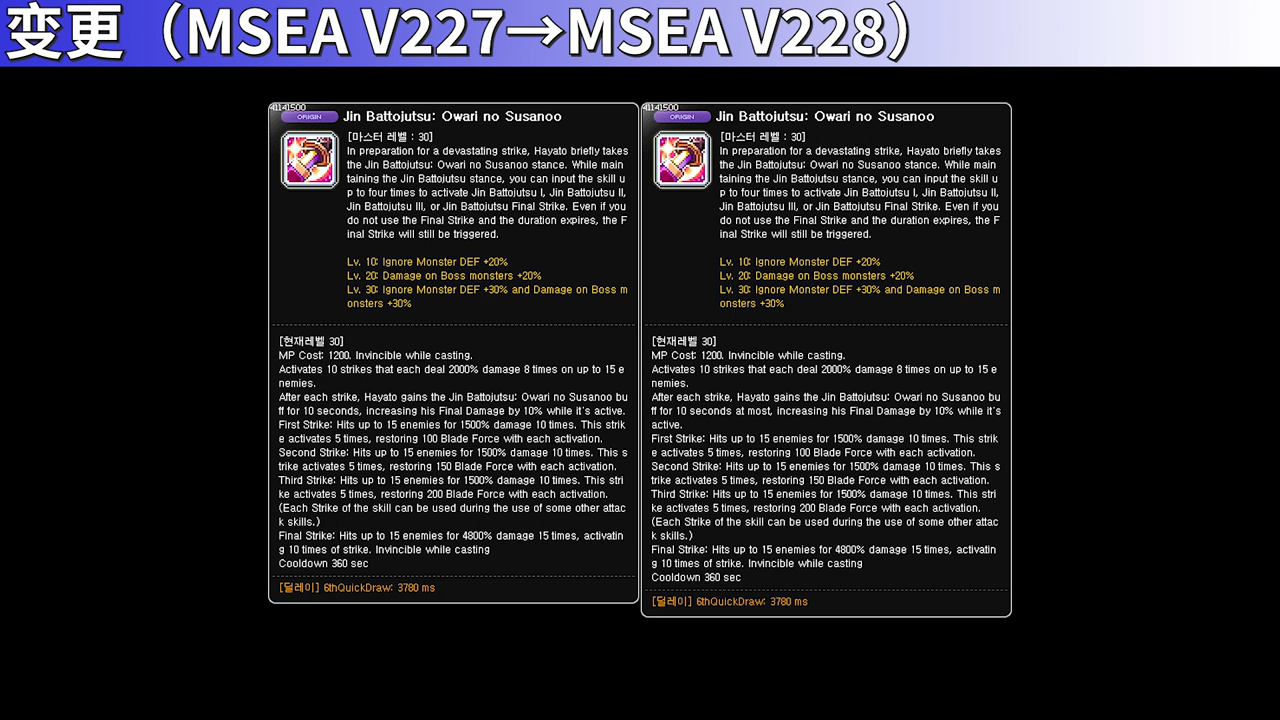 变更（MSEA V227→MSEA V228）
41141500
ORIGIN
Jin Battojutsu: Owari no Susanoo
[마스터 레벨 : 30]
In preparation for a devastating strike, Hayato briefly takes
the Jin Battojutsu: Owari no Susanoo stance. While main
taining the Jin Battojutsu stance, you can input the skill u
p to four times to activate Jin Battojutsu I, Jin Battojutsu II,
Jin Battojutsu III, or Jin Battojutsu Final Strike. Even if you
do not use the Final Strike and the duration expires, the F
inal Strike will still be triggered.
Lv. 10: Ignore Monster DEF +20%
Lv. 20: Damage on Boss monsters +20%
Lv. 30: Ignore Monster DEF +30% and Damage on Boss m
onsters +30%
[현재레벨 30]
MP Cost: 1200. Invincible while casting.
Activates 10 strikes that each deal 2000% damage 8 times on up to 15 e
nemies.
After each strike, Hayato gains the Jin Battojutsu: Owari no Susanoo bu
ff for 10 seconds, increasing his Final Damage by 10% while it's active.
First Strike: Hits up to 15 enemies for 1500% damage 10 times. This strik
e activates 5 times, restoring 100 Blade Force with each activation.
Second Strike: Hits up to 15 enemies for 1500% damage 10 times. This s
trike activates 5 times, restoring 150 Blade Force with each activation.
Third Strike: Hits up to 15 enemies for 1500% damage 10 times. This stri
ke activates 5 times, restoring 200 Blade Force with each activation.
(Each Strike of the skill can be used during the use of some other attac
k skills.)
Final Strike: Hits up to 15 enemies for 4800% damage 15 times, activatin
g 10 times of strike. Invincible while casting
Cooldown 360 sec
[딜레이] 6thQuickDraw: 3780 ms
41141500
ORIGIN
Jin Battojutsu: Owari no Susanoo
[마스터 레벨 : 30]
In preparation for a devastating strike, Hayato briefly takes
the Jin Battojutsu: Owari no Susanoo stance. While main
taining the Jin Battojutsu stance, you can input the skill u
p to four times to activate Jin Battojutsu I, Jin Battojutsu II,
Jin Battojutsu III, or Jin Battojutsu Final Strike. Even if you
do not use the Final Strike and the duration expires, the F
inal Strike will still be triggered.
Lv. 10: Ignore Monster DEF +20%
Lv. 20: Damage on Boss monsters +20%
Lv. 30: Ignore Monster DEF +30% and Damage on Boss m
onsters +30%
[현재레벨 30]
MP Cost: 1200. Invincible while casting.
Activates 10 strikes that each deal 2000% damage 8 times on up to 15 e
nemies.
After each strike, Hayato gains the Jin Battojutsu: Owari no Susanoo bu
ff for 10 seconds at most, increasing his Final Damage by 10% while it's
active.
First Strike: Hits up to 15 enemies for 1500% damage 10 times. This strik
e activates 5 times, restoring 100 Blade Force with each activation.
Second Strike: Hits up to 15 enemies for 1500% damage 10 times. This s
trike activates 5 times, restoring 150 Blade Force with each activation.
Third Strike: Hits up to 15 enemies for 1500% damage 10 times. This stri
ke activates 5 times, restoring 200 Blade Force with each activation.
(Each Strike of the skill can be used during the use of some other attac
k skills.)
Final Strike: Hits up to 15 enemies for 4800% damage 15 times, activatin
g 10 times of strike. Invincible while casting
Cooldown 360 sec
[딜레이] 6thQuickDraw: 3780 ms